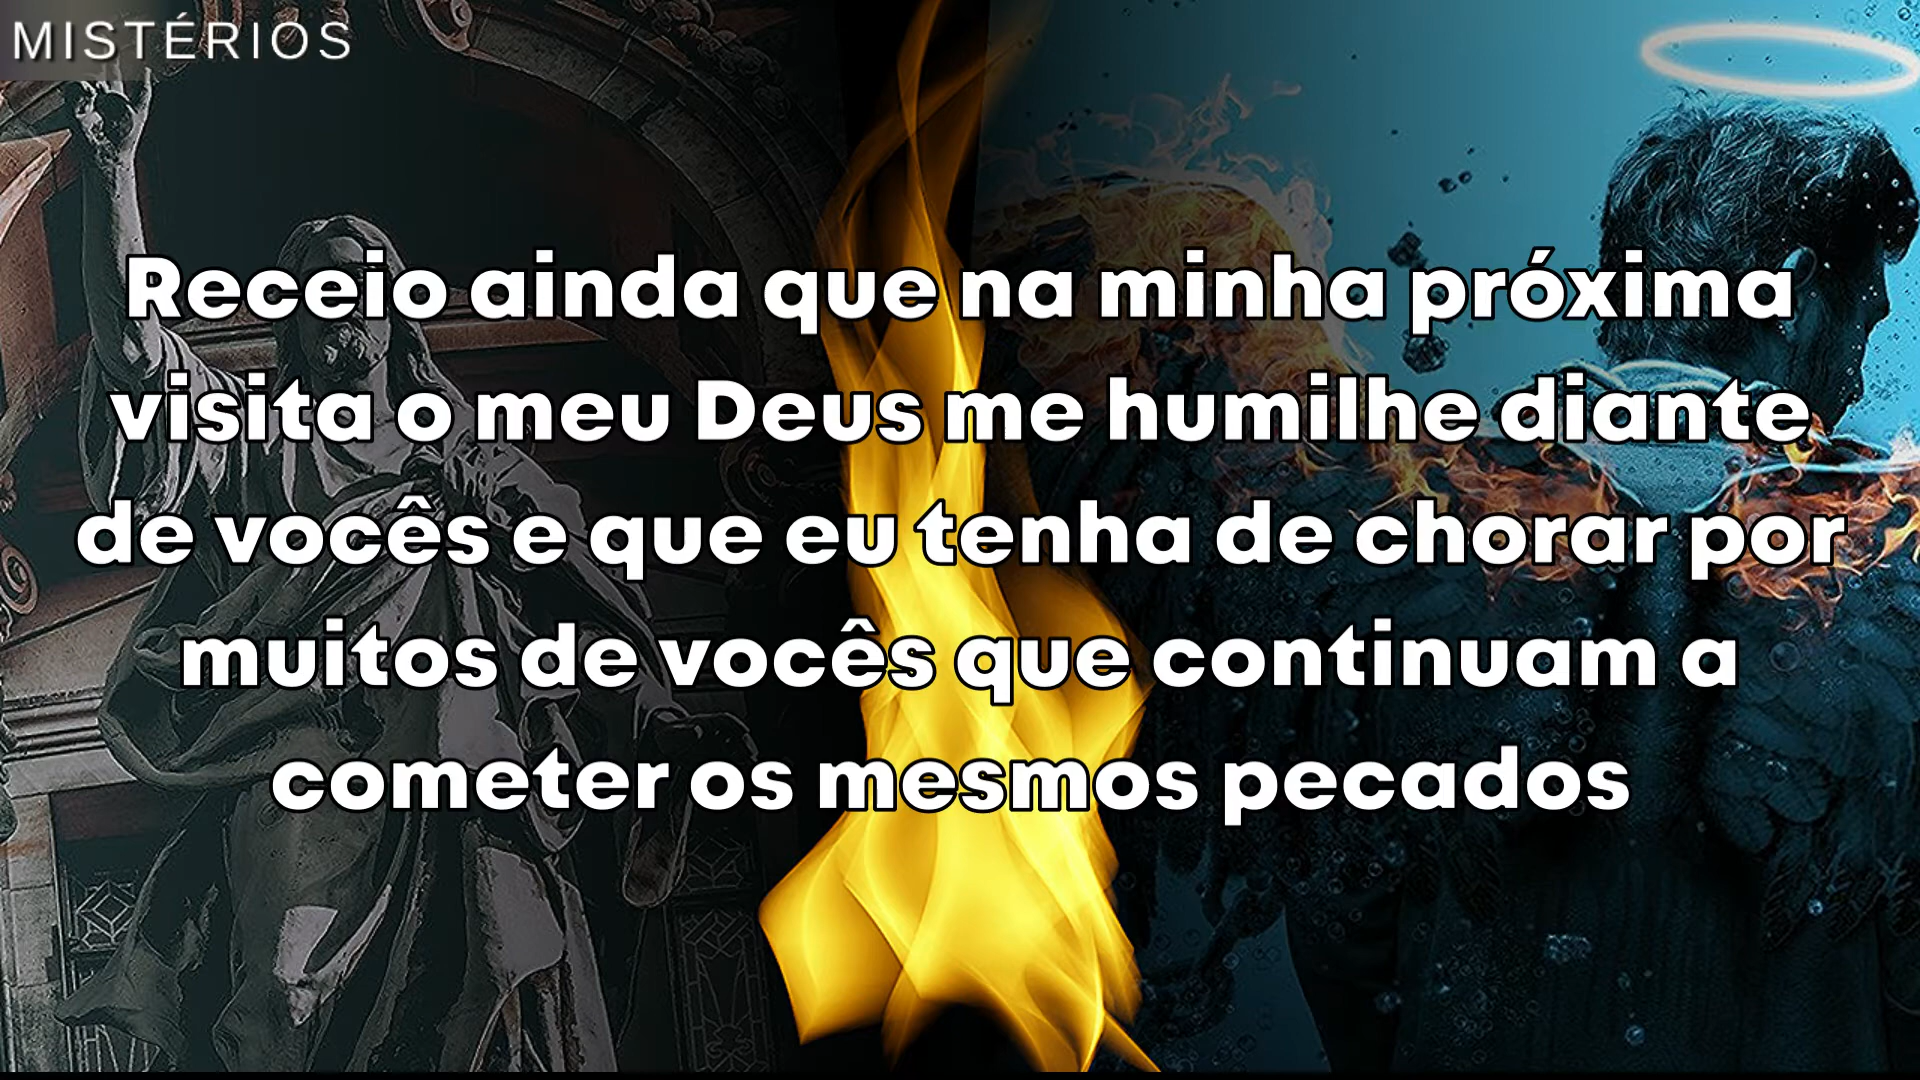 MISTÉRIOS
Receio ainda que na minha próxima
visita o meu Deus me humilhe diante
de vocês e que eu tenha de chorar por
muitos de vocês que continuam a
cometer os mesmos pecados